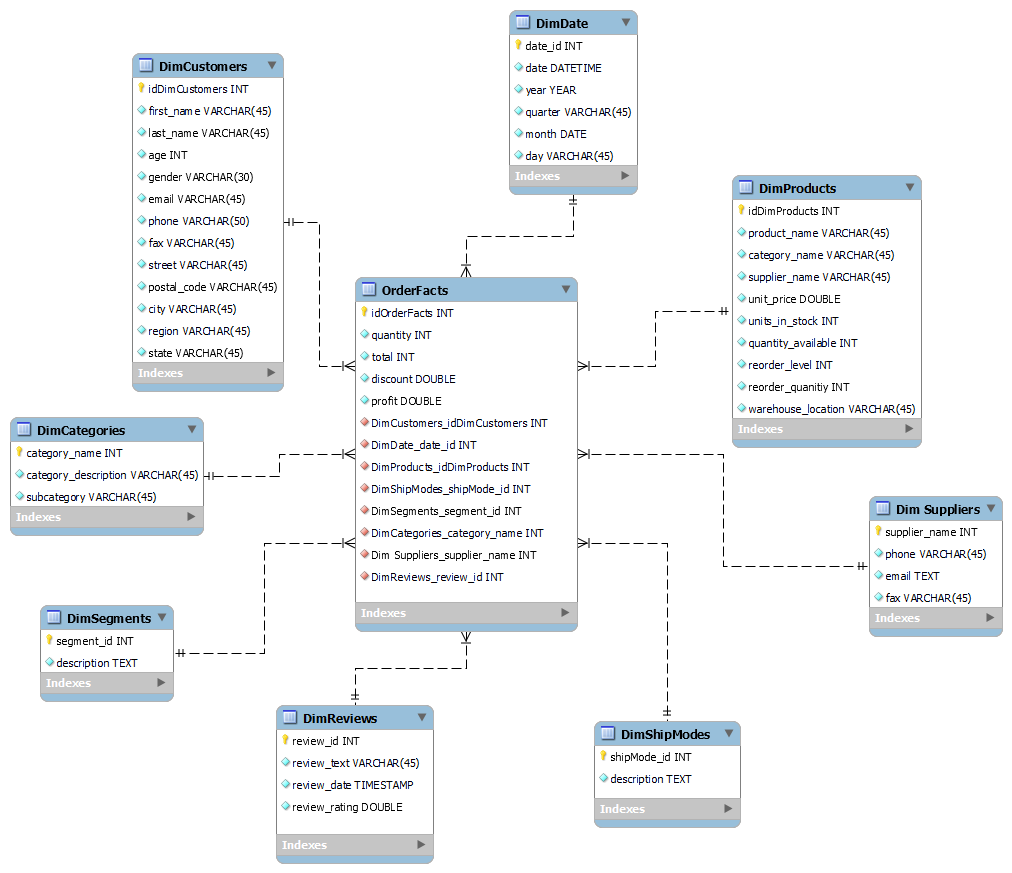 DimDate
date_id INT
date DATETIME
year YEAR
quarter VARCHAR(45)
month DATE
day VARCHAR(45)
Indexes
DimCustomers
idDimCustomers INT
first_name VARCHAR(45)
last_name VARCHAR(45)
age INT
gender VARCHAR(30)
email VARCHAR(45)
phone VARCHAR(50)
fax VARCHAR(45)
street VARCHAR(45)
postal_code VARCHAR(45)
city VARCHAR(45)
region VARCHAR(45)
state VARCHAR(45)
Indexes
DimProducts
idDimProducts INT
product_name VARCHAR(45)
category_name VARCHAR(45)
supplier_name VARCHAR(45)
unit_price DOUBLE
units_in_stock INT
quantity_available INT
reorder_level INT
reorder_quanitiy INT
warehouse_location VARCHAR(45)
Indexes
OrderFacts
idOrderFacts INT
quantity INT
total INT
discount DOUBLE
profit DOUBLE
DimCustomers_idDimCustomers INT
DimDate_date_id INT
DimProducts_idDimProducts INT
DimShipModes_shipMode_id INT
DimSegments_segment_id INT
DimCategories_category_name INT
Dim Suppliers_supplier_name INT
DimReviews_review_id INT
Indexes
DimCategories
category_name INT
category_description VARCHAR(45)
subcategory VARCHAR(45)
Indexes
Dim Suppliers
supplier_name INT
phone VARCHAR(45)
email TEXT
fax VARCHAR(45)
Indexes
DimSegments
segment_id INT
description TEXT
Indexes
DimReviews
review_id INT
review_text VARCHAR(45)
review_date TIMESTAMP
review_rating DOUBLE
Indexes
DimShipModes
shipMode_id INT
description TEXT
Indexes